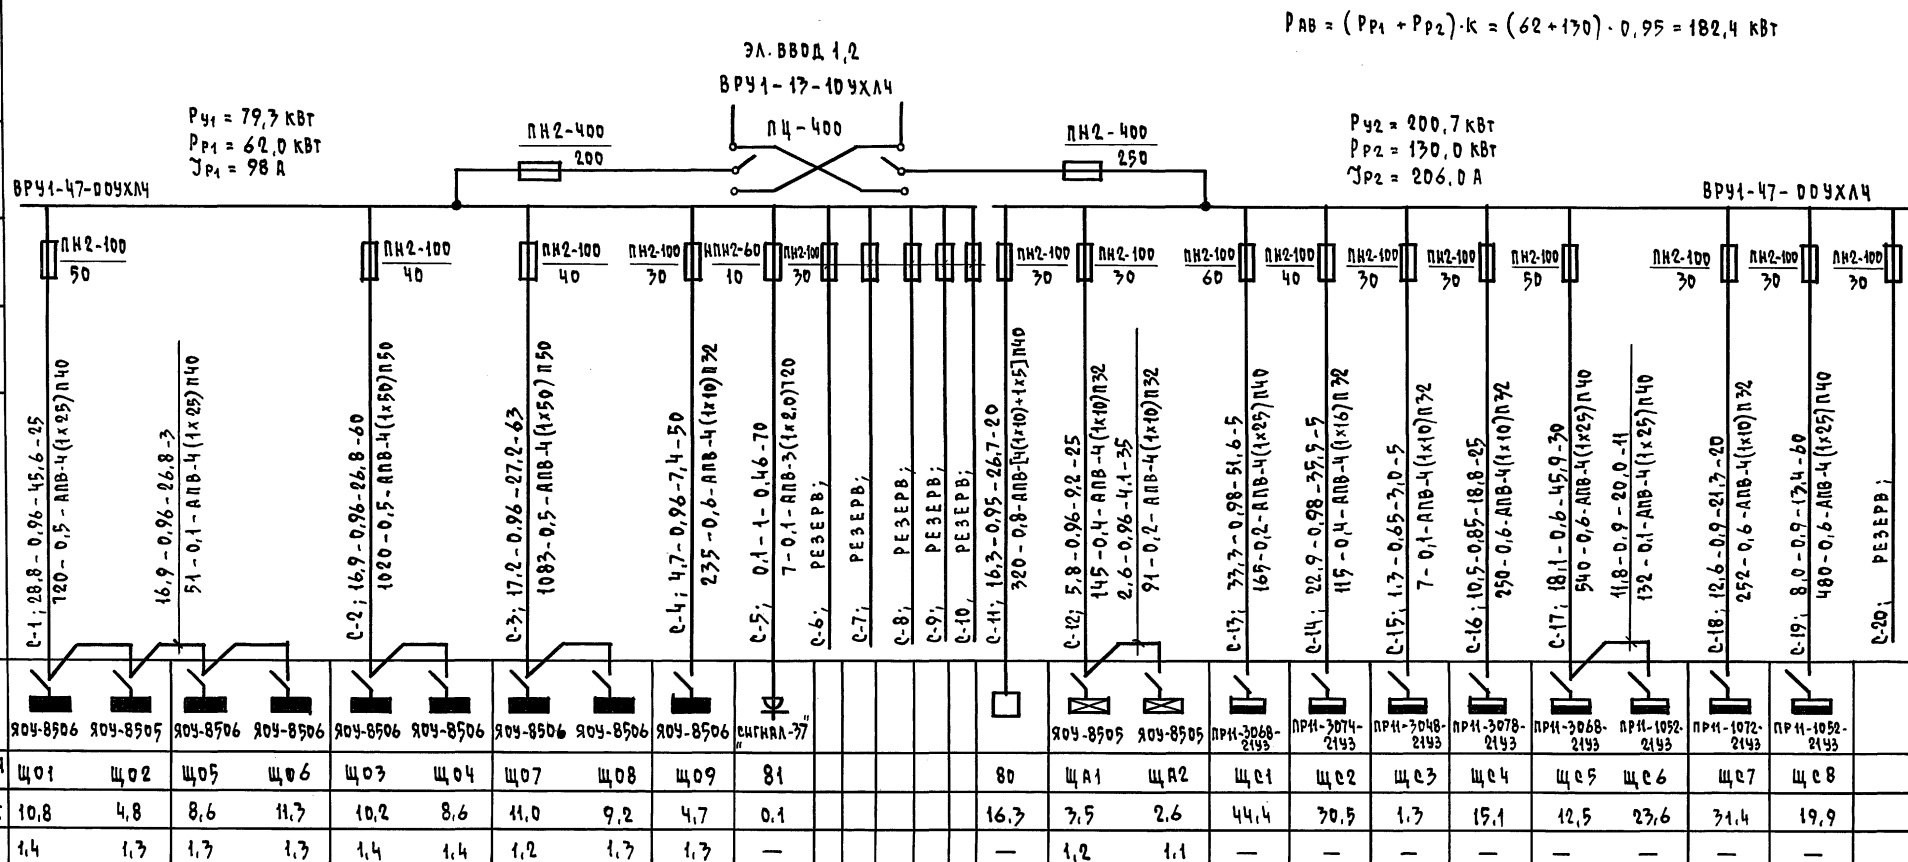 PАВ = (PP1 + PP2)·К = (62+130)·0,95 = 182,4 кВт
ЭЛ. ВВОД 1,2
ВРУ1-13-10УХЛ4
ПЦ-400
PУ1 = 79,3 кВт
PP1 = 62,0 кВт
JP1 = 98 А
ПН2-400
200
ПН2-400
250
PУ2 = 200,7 кВт
PP2 = 130,0 кВт
JP2 = 206,0 А
ВРУ1-47-00УХЛ4
ВРУ1-47-00УХЛ4
ПН2-100
50
ПН2-100
40
ПН2-100
40
ПН2-100
30
НПН2-60
10
ПН2-100
30
ПН2-100
30
ПН2-100
30
ПН2-100
60
ПН2-100
40
ПН2-100
30
ПН2-100
30
ПН2-100
50
ПН2-100
30
ПН2-100
30
ПН2-100
30
С-1; 28,8-0,96-45,6-25
720-0,5-АПВ-4(1х25)П40
16,9-0,96-26,8-3
51-0,1-АПВ-4(1х25)П40
С-2; 16,9-0,96-26,8-60
1020-0,5-АПВ-4(1х50)П50
С-3; 17,2-0,96-27,2-63
1083-0,5-АПВ-4(1х50)П50
С-4; 4,7-0,96-7,4-50
235-0,6-АПВ-4(1х10)П32
С-5; 0,1-1-0,46-70
7-0,1-АПВ-3(1х2,0)Т20
С-6; РЕЗЕРВ;
С-7; РЕЗЕРВ;
С-8; РЕЗЕРВ;
С-9; РЕЗЕРВ;
С-10, РЕЗЕРВ;
С-11; 16,3-0,95-26,7-20
320-0,8-АПВ-[4(1х10)+1х5]П40
С-12; 5,8-0,96-9,2-25
145-0,4-АПВ-4(1х10)П32
2,6-0,96-4,1-35
91-0,2-АПВ-4(1х10)П32
С-13; 33,3-0,98-51,6-5
165-0,2-АПВ-4(1х25)П40
С-14; 22,9-0,98-35,5-5
115-0,4-АПВ-4(1х16)П32
С-15; 1,3-0,65-3,0-5
7-0,1-АПВ-4(1х10)П32
С-16; 10,5-0,85-18,8-25
250-0,6-АПВ-4(1х10)П32
С-17; 18,1-0,6-45,9-30
540-0,6-АПВ-4(1х25)П40
11,8-0,9-20,0-11
132-0,1-АПВ-4(1х25)П40
С-18; 12,6-0,9-21,3-20
252-0,6-АПВ-4(1х10)П32
С-19; 8,0-0,9-13,4-60
480-0,6-АПВ-4(1х25)П40
С-20; РЕЗЕРВ;
ЯОУ-8506 ЯОУ-8505 ЯОУ-8506 ЯОУ-8506 ЯОУ-8506 ЯОУ-8506 ЯОУ-8506 ЯОУ-8506 ЯОУ-8506 "СИГНАЛ-37" ЯОУ-8505 ЯОУ-8505 ПР11-3068-21У3 ПР11-3074-21У3 ПР11-3048-21У3 ПР11-3078-21У3 ПР11-3068-21У3 ПР11-1052-21У3 ПР11-1072-21У3 ПР11-1052-21У3
ЩО1 ЩО2 ЩО5 ЩО6 ЩО3 ЩО4 ЩО7 ЩО8 ЩО9 81 80 ЩА1 ЩА2 ЩС1 ЩС2 ЩС3 ЩС4 ЩС5 ЩС6 ЩС7 ЩС8
10,8 4,8 8,6 11,3 10,2 8,6 11,0 9,2 4,7 0,1 16,3 3,5 2,6 44,4 30,5 1,3 15,1 12,5 23,6 31,4 19,9
1,4 1,3 1,3 1,3 1,4 1,4 1,2 1,3 1,3 — — 1,2 1,1 — — — — — — — —